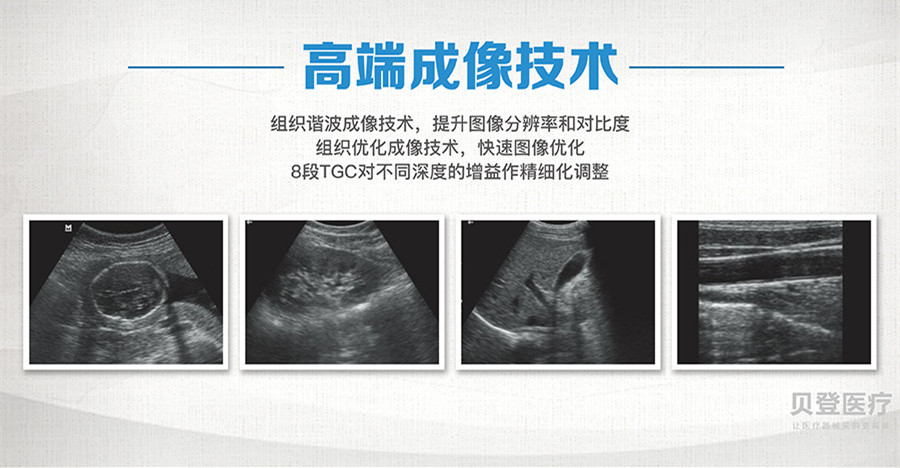 高端成像技术
组织谐波成像技术，提升图像分辨率和对比度
组织优化成像技术，快速图像优化
8段TGC对不同深度的增益作精细化调整
M
贝登医疗
让医疗器械采购更简单